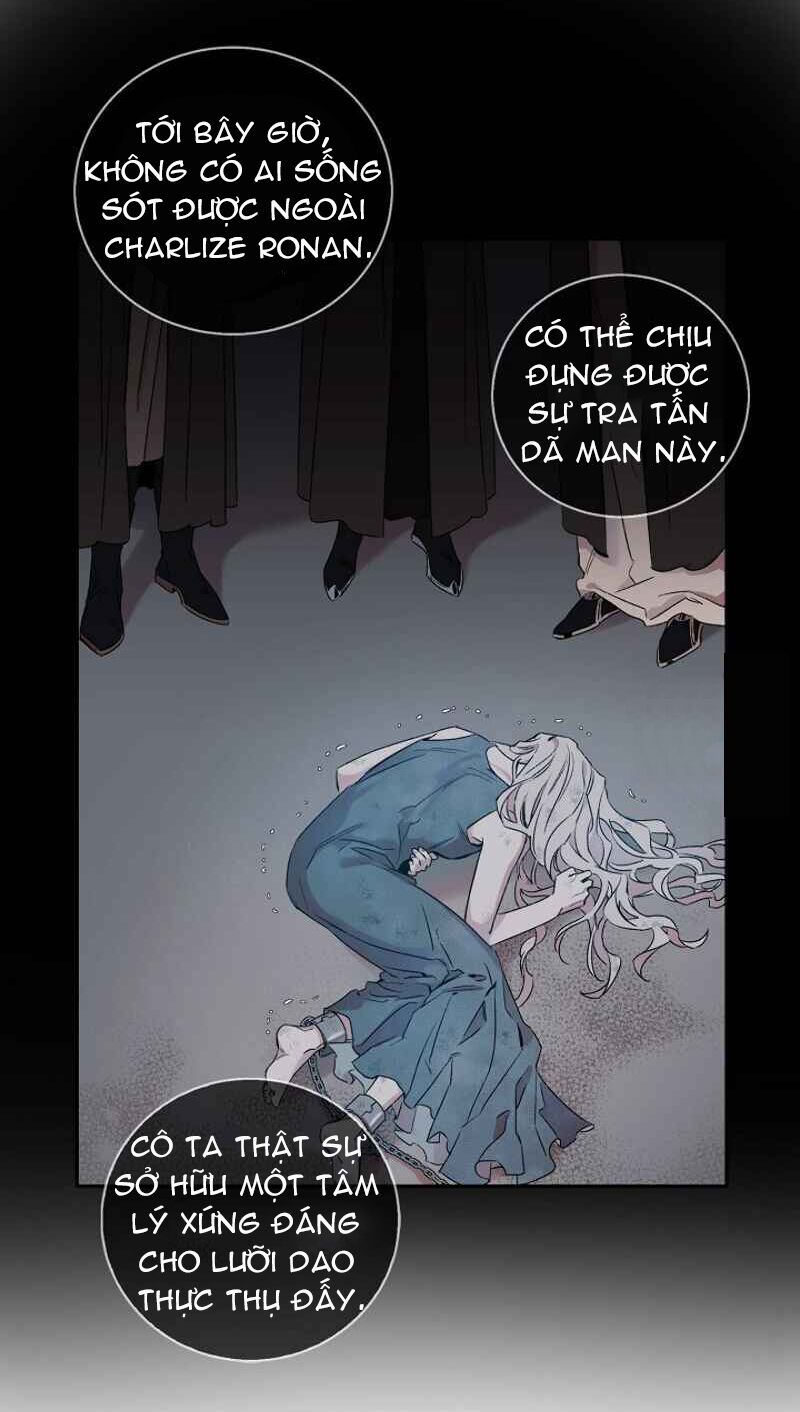 TỚI BÂY GIỜ,
KHÔNG CÓ AI SỐNG
SÓT ĐƯỢC NGOÀI
CHARLIZE RONAN.
CÓ THỂ CHỊU
ĐỰNG ĐƯỢC
SỰ TRA TẤN
DÃ MAN NÀY.
CÔ TA THẬT SỰ
SỞ HỮU MỘT TÂM
LÝ XỨNG ĐÁNG
CHO LƯỠI DAO
THỰC THỤ ĐẤY.